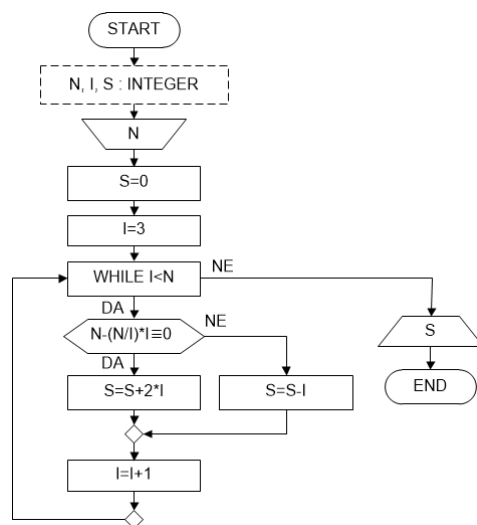 START
N, I, S : INTEGER
N
S=0
I=3
WHILE I<N
NE
DA
N-(N/I)*I≡0
NE
S
DA
S=S+2*I
S=S-I
END
I=I+1